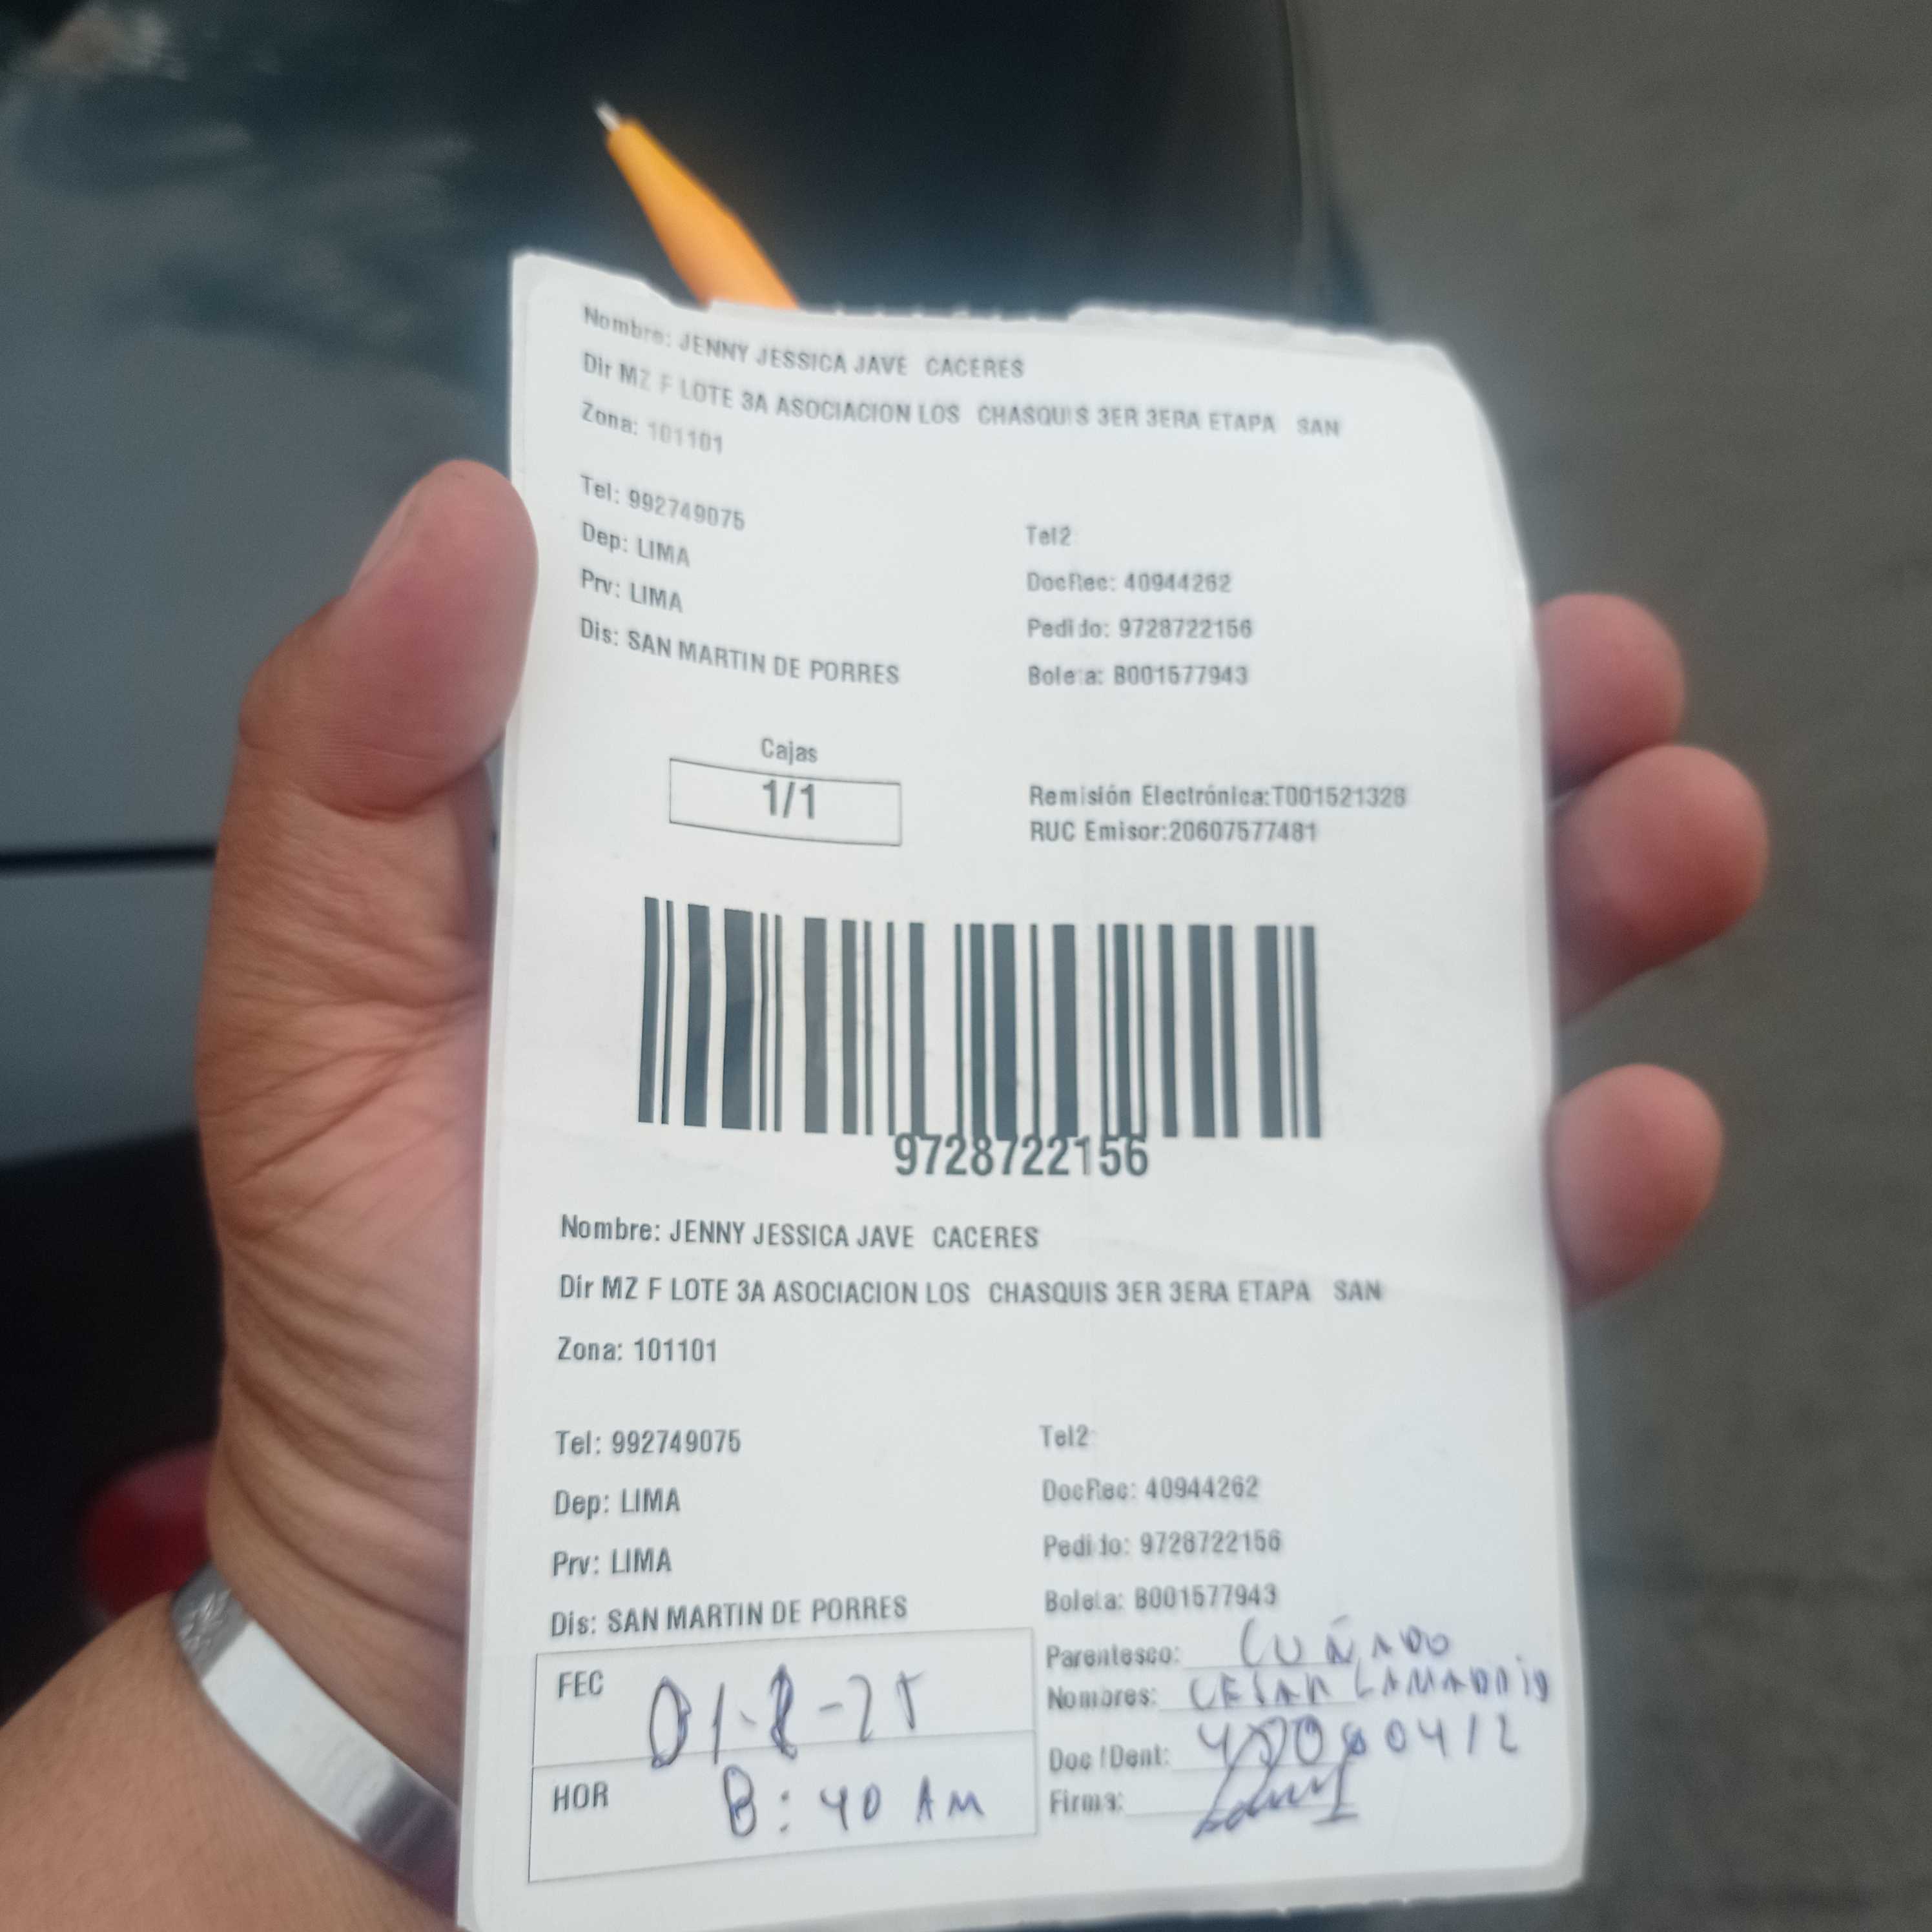 Nombre: JENNY JESSICA JAVE CACERES
Dir MZ F LOTE 3A ASOCIACION LOS CHASQUIS 3ER 3ERA ETAPA SAN
Zona: 101101
Tel: 992749075
Tel2
Dep: LIMA
DocRec: 40944262
Prv: LIMA
Pedido: 9728722156
Dis: SAN MARTIN DE PORRES
Boleta: B001577943
Cajas
1/1
Remisión Electrónica:T001521328
RUC Emisor:20607577481
9728722156
Nombre: JENNY JESSICA JAVE CACERES
Dir MZ F LOTE 3A ASOCIACION LOS CHASQUIS 3ER 3ERA ETAPA SAN
Zona: 101101
Tel: 992749075
Tel2
Dep: LIMA
DocRec: 40944262
Prv: LIMA
Pedido: 9728722156
Dis: SAN MARTIN DE PORRES
Boleta: B001577943
Parentesco: CUÑADO
FEC 01-8-25
Nombres: CESAR LAMADRID
Doc/Dent:
HOR 8:40 AM
Firma: